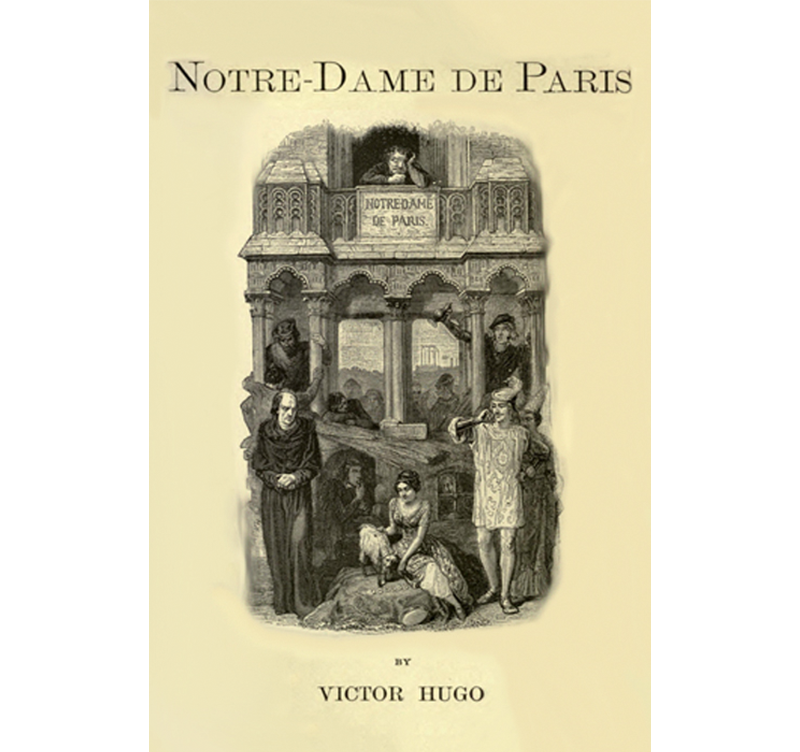 NOTRE-DAME DE PARIS
NOTRE-DAME
DE PARIS.
BY
VICTOR HUGO